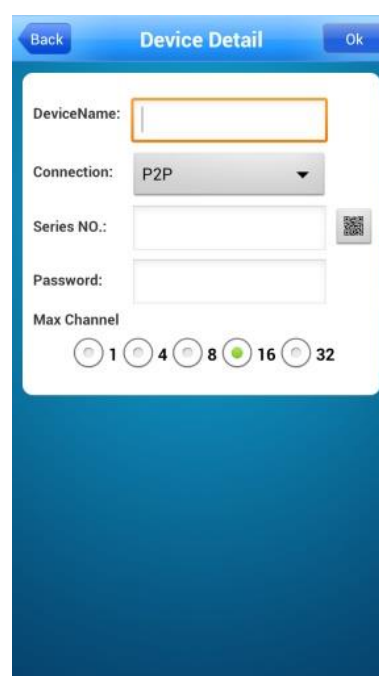 Back Device Detail Ok
DeviceName:
Connection: P2P
Series NO.:
Password:
Max Channel
1 4 8 16 32